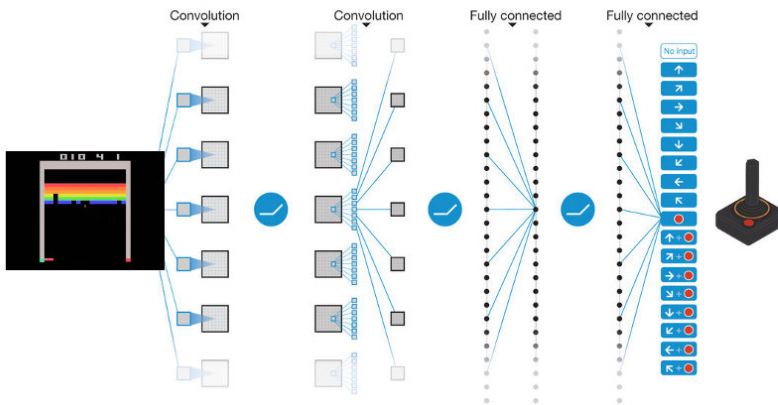 Convolution
Convolution
Fully connected
Fully connected
No input
010 4 1